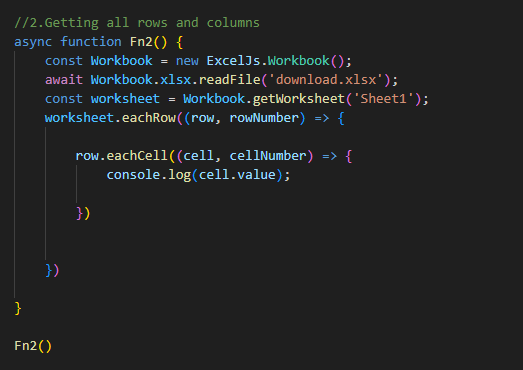 //2.Getting all rows and columns
async function Fn2() {
    const Workbook = new ExcelJs.Workbook();
    await Workbook.xlsx.readFile('download.xlsx');
    const worksheet = Workbook.getWorksheet('Sheet1');
    worksheet.eachRow((row, rowNumber) => {
        row.eachCell((cell, cellNumber) => {
            console.log(cell.value);
        })
    })
}
Fn2()